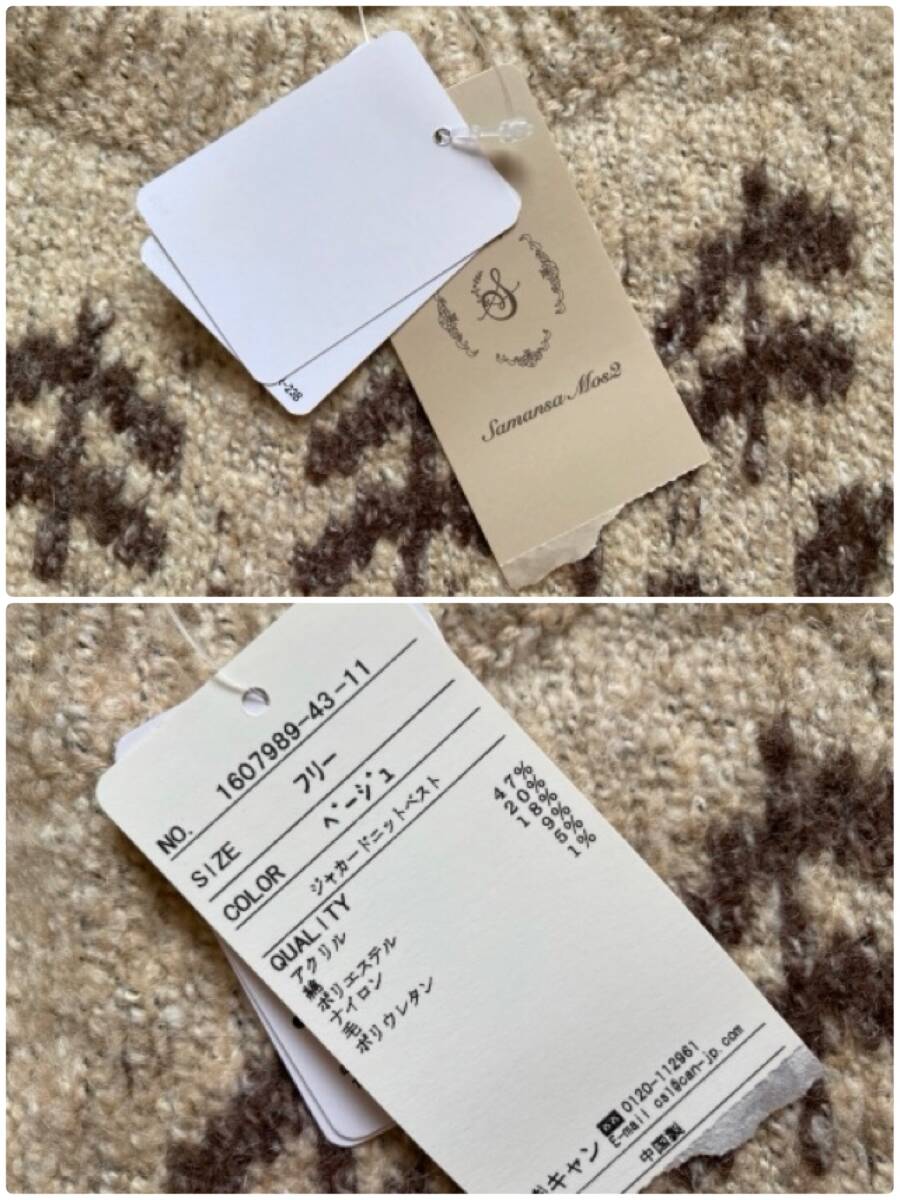 -238
S
Samansa Mos2
NO. 1607989-43-11
SIZE フリー
COLOR ベージュ
ジャカードニットベスト
QUALITY
アクリル 47%
綿 20%
ポリエステル 18%
ナイロン 9%
毛 5%
ポリウレタン 1%
キャン 0120-112961
E-mail csl@can-jp.com
中国製